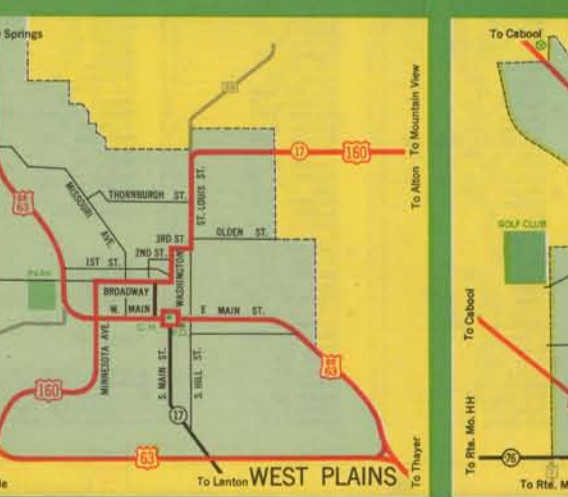 Springs
To Cabool
To Mountain View
17
160
To Alton
MISSOURI AVE.
THORNBURGH ST.
ST. LOUIS ST.
BR 63
GOLF CLUB
3RD ST.
OLDEN ST.
2ND ST.
1ST ST.
WASHINGTON
PARK
BROADWAY
W. MAIN
E MAIN ST.
C.H.
To Cabool
MINNESOTA AVE.
S. MAIN ST.
S. HILL ST.
BR 63
160
17
To Rte. Mo. HH
63
76
To Thayer
To Lanton
WEST PLAINS
To Rte. M